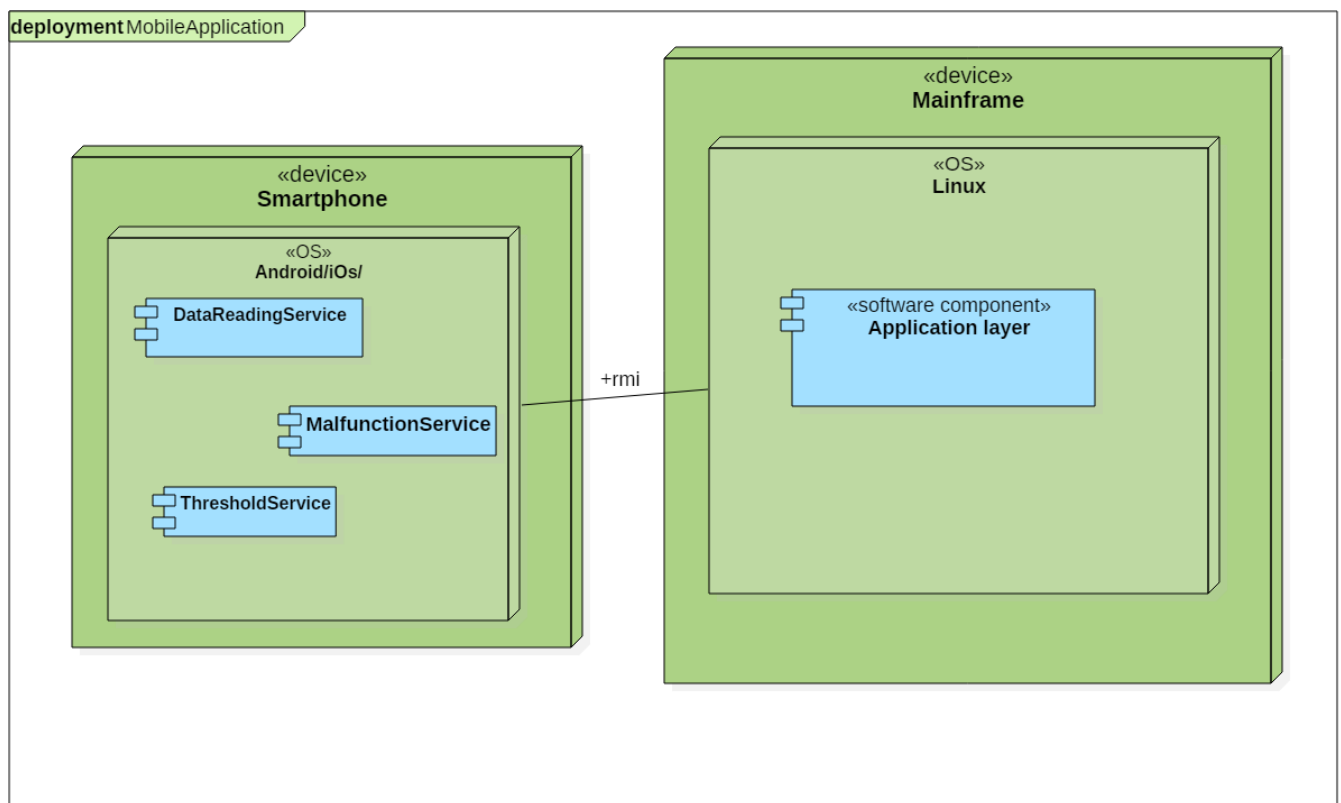 deployment MobileApplication
«device»
Mainframe
«OS»
Linux
«software component»
Application layer
«device»
Smartphone
«OS»
Android/iOs/
DataReadingService
MalfunctionService
ThresholdService
+rmi